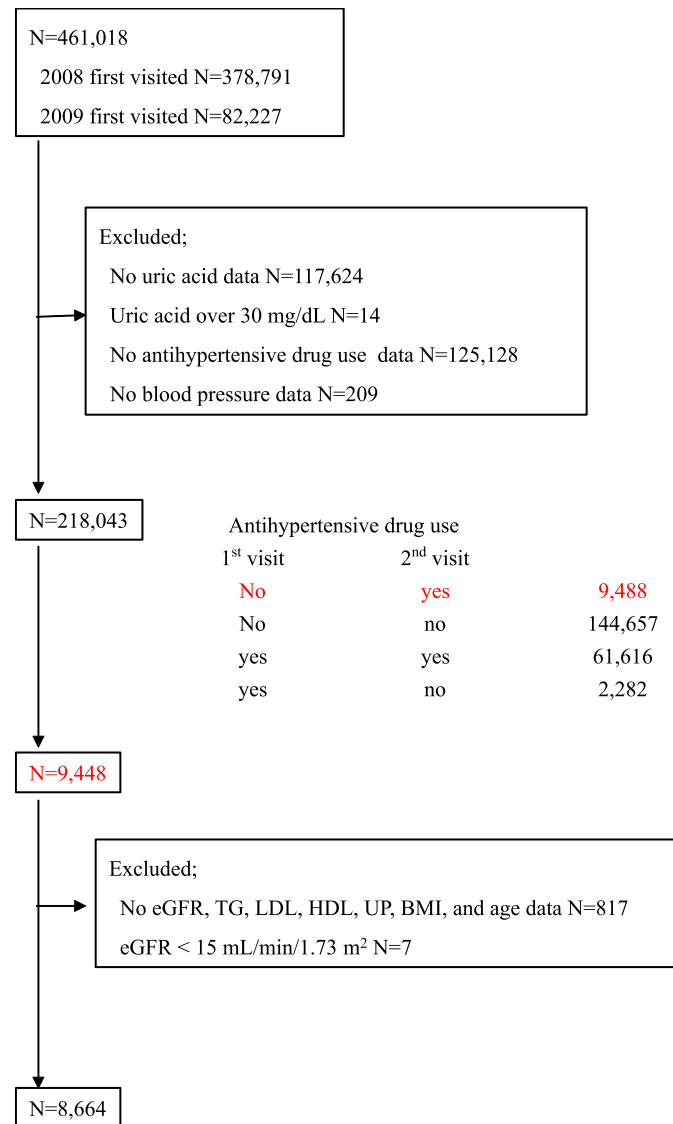 N=461,018
2008 first visited N=378,791
2009 first visited N=82,227
Excluded;
No uric acid data N=117,624
Uric acid over 30 mg/dL N=14
No antihypertensive drug use data N=125,128
No blood pressure data N=209
N=218,043
Antihypertensive drug use
1st visit 2nd visit
No yes 9,488
No no 144,657
yes yes 61,616
yes no 2,282
N=9,448
Excluded;
No eGFR, TG, LDL, HDL, UP, BMI, and age data N=817
eGFR < 15 mL/min/1.73 m² N=7
N=8,664